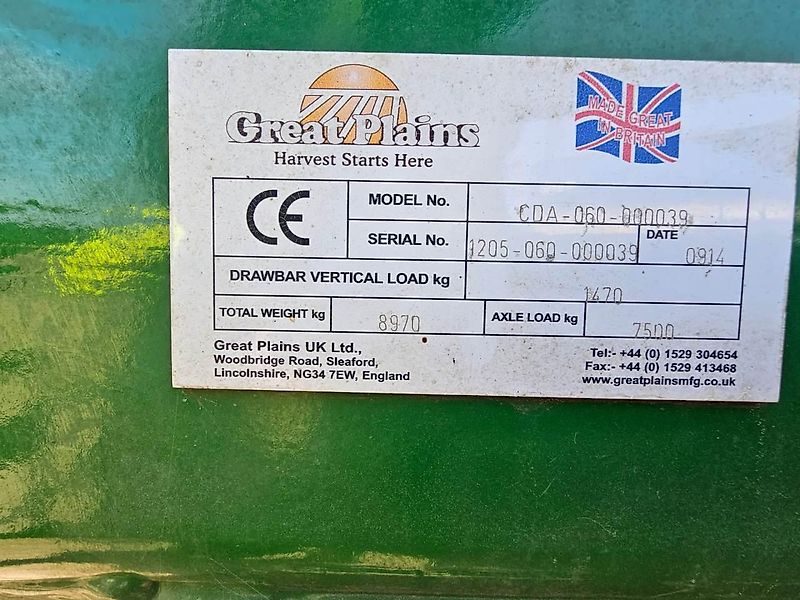 Great Plains
Harvest Starts Here
MADE GREAT
IN BRITAIN
CE
MODEL No. CDA-060-000039
SERIAL No. 1205-060-000039 DATE 0914
DRAWBAR VERTICAL LOAD kg 1470
TOTAL WEIGHT kg 8970 AXLE LOAD kg 7500
Great Plains UK Ltd.,
Woodbridge Road, Sleaford,
Lincolnshire, NG34 7EW, England
Tel:- +44 (0) 1529 304654
Fax:- +44 (0) 1529 413468
www.greatplainsmfg.co.uk